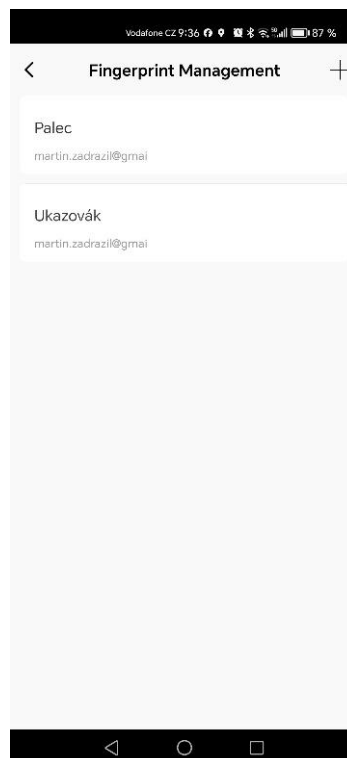 Vodafone CZ 9:36 87 %
Fingerprint Management
Palec
martin.zadrazil@gmai
Ukazovák
martin.zadrazil@gmai